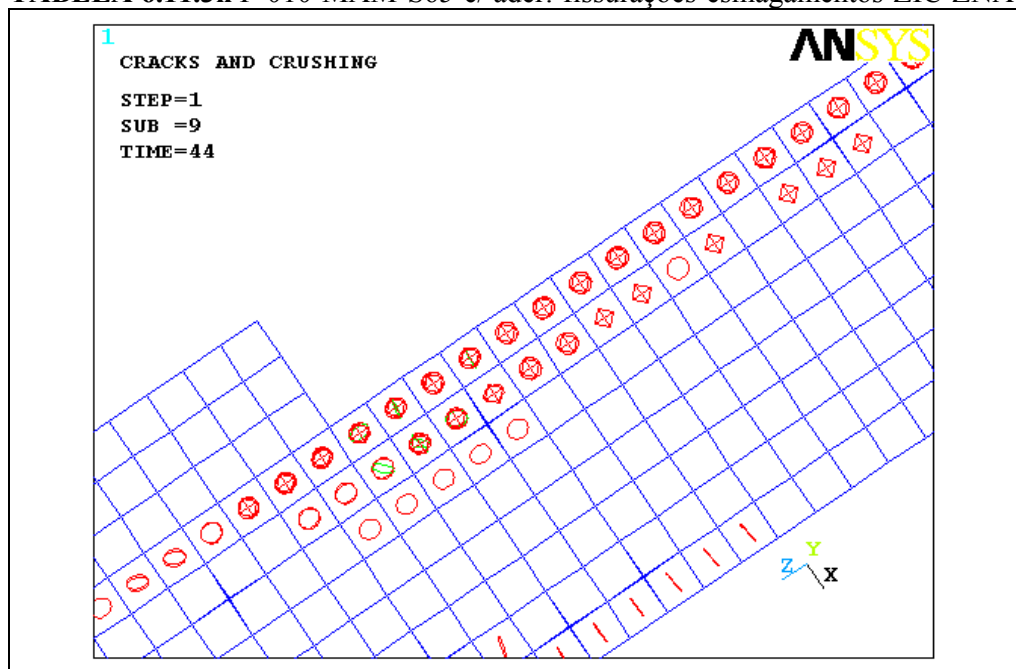 1
ANSYS
CRACKS AND CRUSHING
STEP=1
SUB =9
TIME=44
Y
Z
X